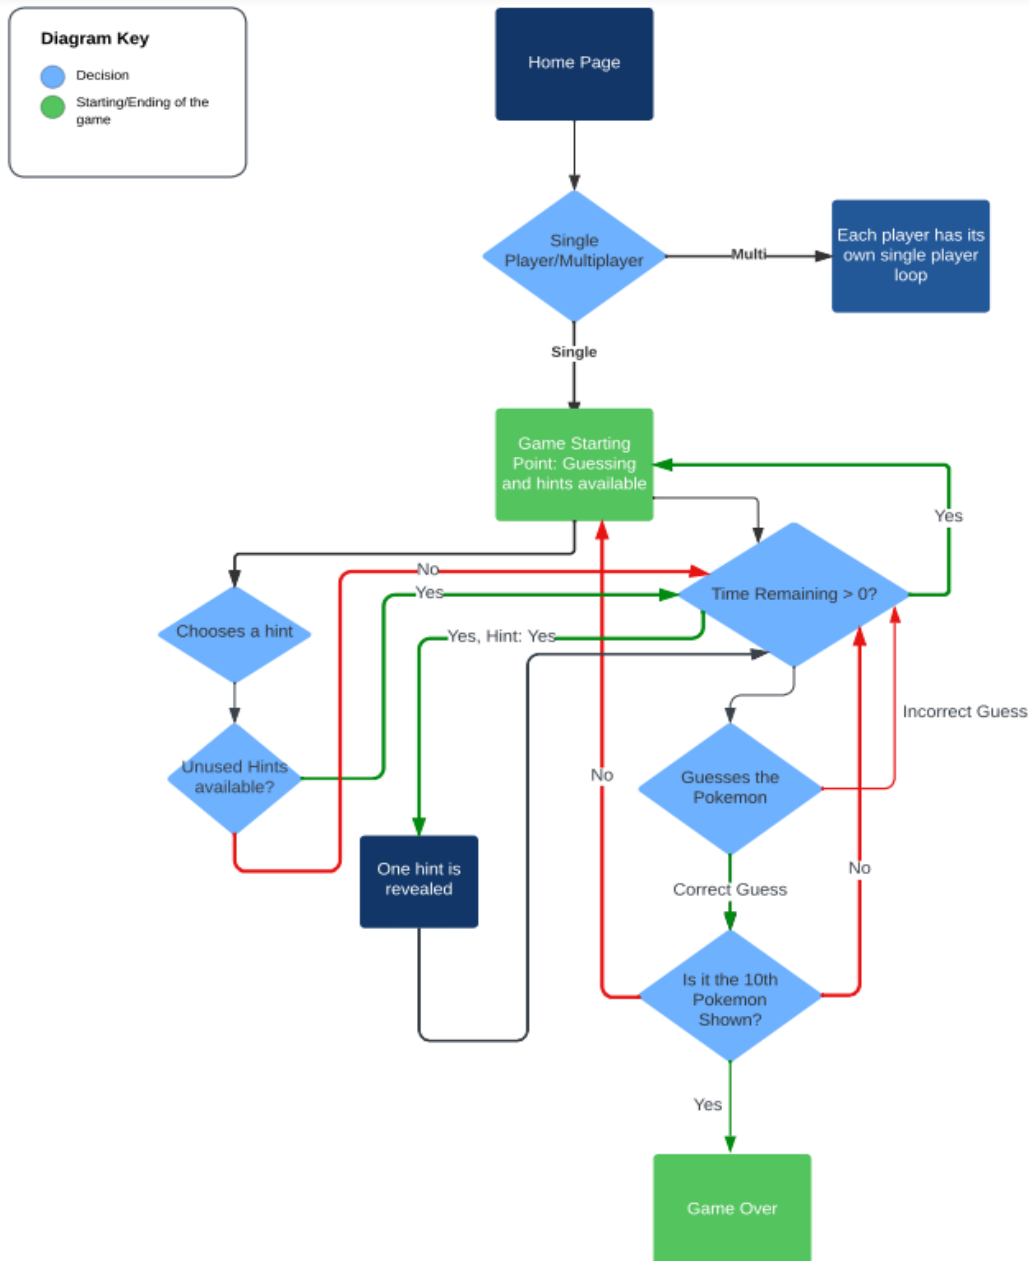 Diagram Key
Decision
Starting/Ending of the
game
Home Page
Single
Player/Multiplayer
Multi
Each player has its
own single player
loop
Single
Game Starting
Point: Guessing
and hints available
Yes
No
Yes
Time Remaining > 0?
Chooses a hint
Yes, Hint: Yes
Incorrect Guess
Unused Hints
available?
No
Guesses the
Pokemon
One hint is
revealed
No
Correct Guess
Is it the 10th
Pokemon
Shown?
Yes
Game Over